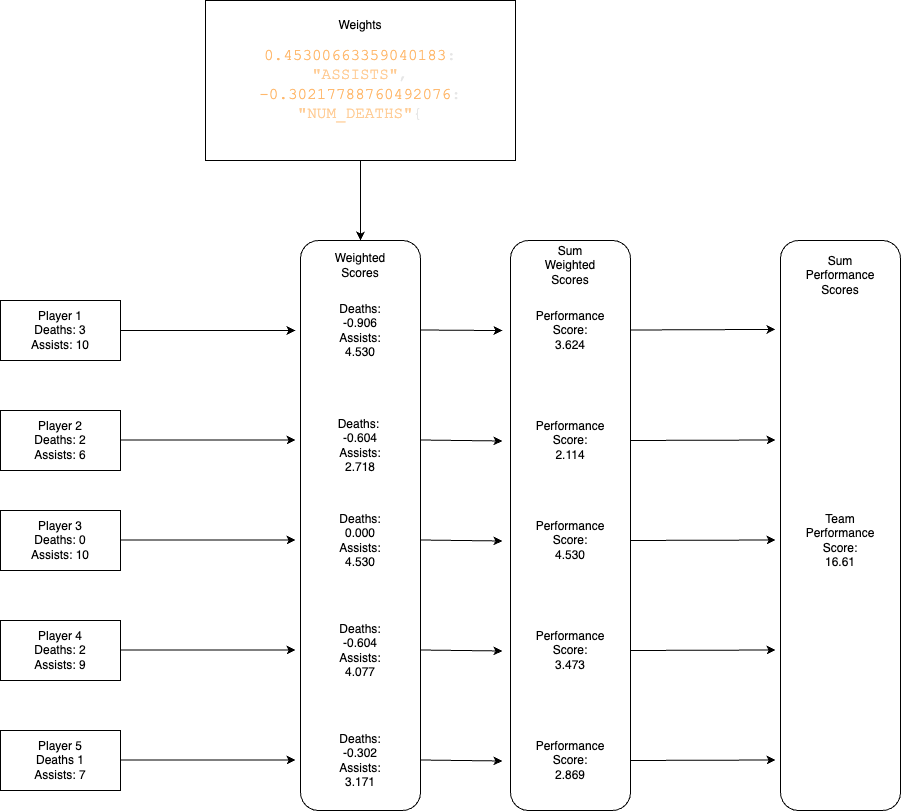 Weights
0.45300663359040183:
"ASSISTS",
-0.30217788760492076:
"NUM_DEATHS"{
Weighted
Scores
Sum
Weighted
Scores
Sum
Performance
Scores
Player 1
Deaths: 3
Assists: 10
Deaths:
-0.906
Assists:
4.530
Performance
Score:
3.624
Player 2
Deaths: 2
Assists: 6
Deaths:
-0.604
Assists:
2.718
Performance
Score:
2.114
Player 3
Deaths: 0
Assists: 10
Deaths:
0.000
Assists:
4.530
Performance
Score:
4.530
Team
Performance
Score:
16.61
Player 4
Deaths: 2
Assists: 9
Deaths:
-0.604
Assists:
4.077
Performance
Score:
3.473
Player 5
Deaths 1
Assists: 7
Deaths:
-0.302
Assists:
3.171
Performance
Score:
2.869